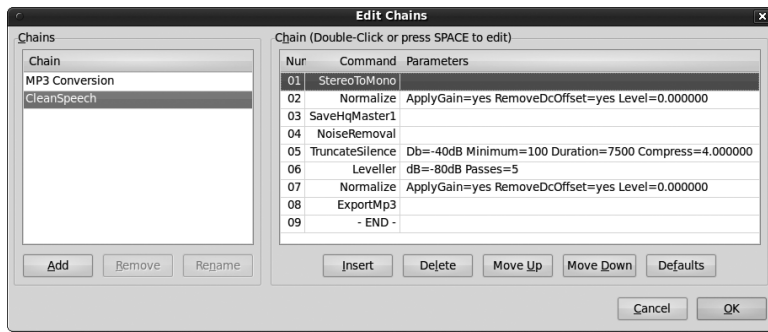 Edit Chains
Chains
Chain
MP3 Conversion
CleanSpeech
Add Remove Rename
Chain (Double-Click or press SPACE to edit)
Nur Command Parameters
01 StereoToMono
02 Normalize ApplyGain=yes RemoveDcOffset=yes Level=0.000000
03 SaveHqMaster1
04 NoiseRemoval
05 TruncateSilence Db=-40dB Minimum=100 Duration=7500 Compress=4.000000
06 Leveller dB=-80dB Passes=5
07 Normalize ApplyGain=yes RemoveDcOffset=yes Level=0.000000
08 ExportMp3
09 - END -
Insert Delete Move Up Move Down Defaults
Cancel OK